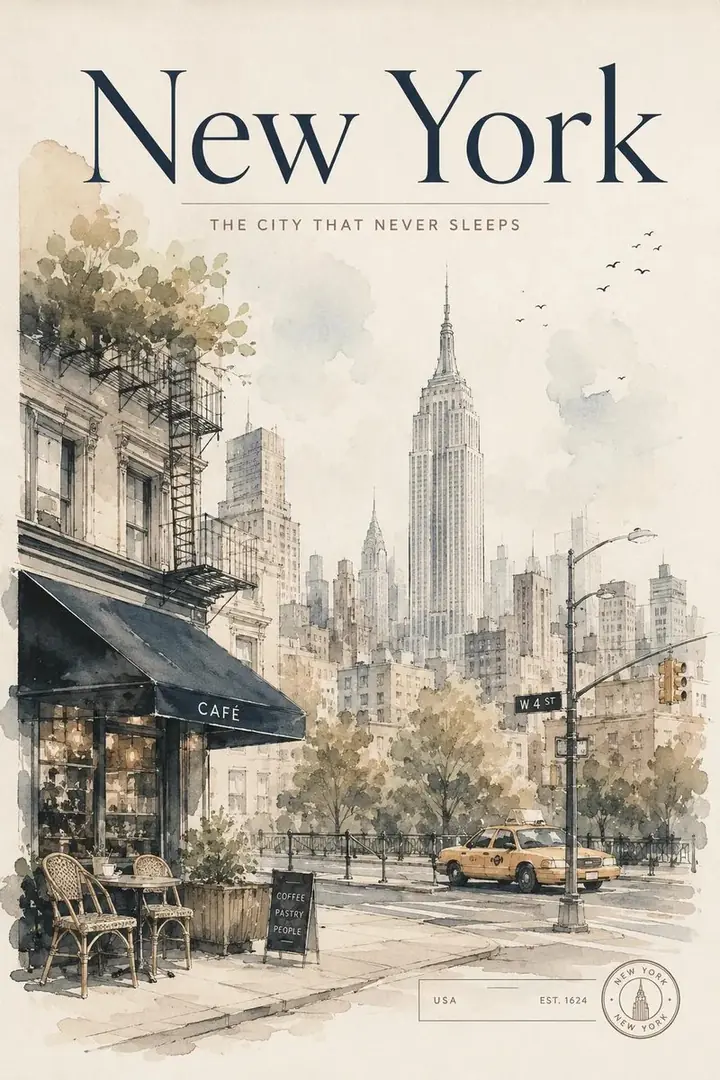 New York
THE CITY THAT NEVER SLEEPS
CAFÉ
W 4 ST
COFFEE
PASTRY
PEOPLE
USA
EST. 1624
NEW YORK
NEW YORK